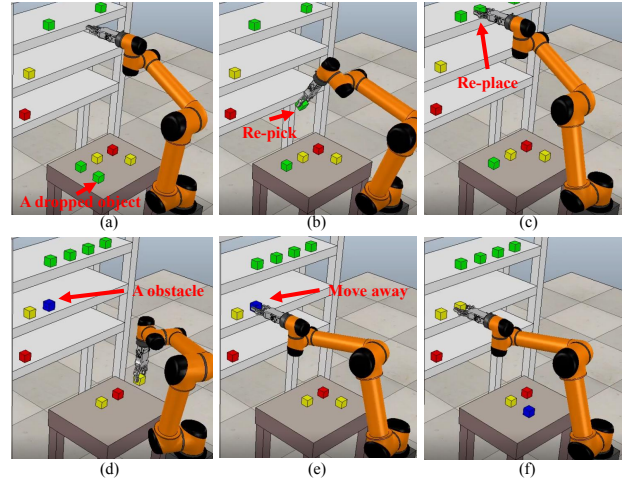 Re-pick
Re-place
A dropped object
(a)
(b)
(c)
A obstacle
Move away
(d)
(e)
(f)